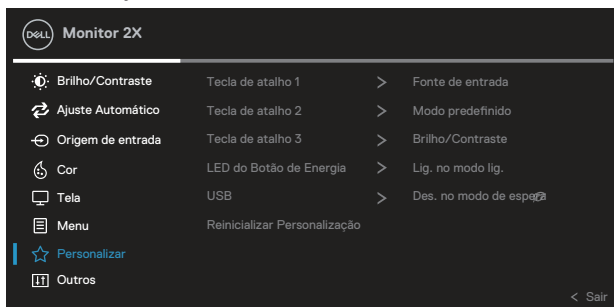 DELL Monitor 2X
Brilho/Contraste Tecla de atalho 1 > Fonte de entrada
Ajuste Automático Tecla de atalho 2 > Modo predefinido
Origem de entrada Tecla de atalho 3 > Brilho/Contraste
Cor LED do Botão de Energia > Lig. no modo lig.
Tela USB > Des. no modo de espera
Menu Reinicializar Personalização
Personalizar
Outros
< Sair